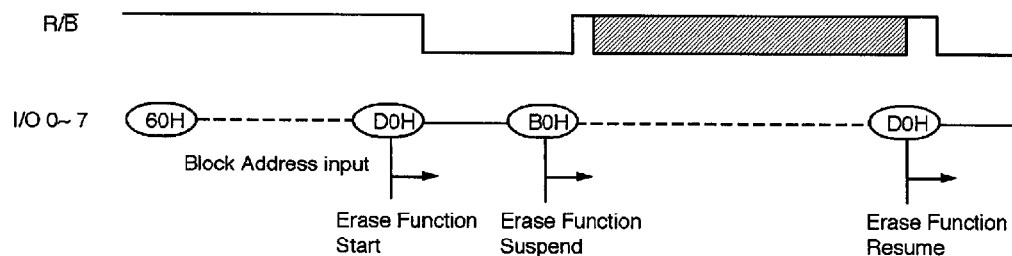 R/B̅
I/O 0~ 7
60H
D0H
B0H
D0H
Block Address input
Erase Function
Start
Erase Function
Suspend
Erase Function
Resume